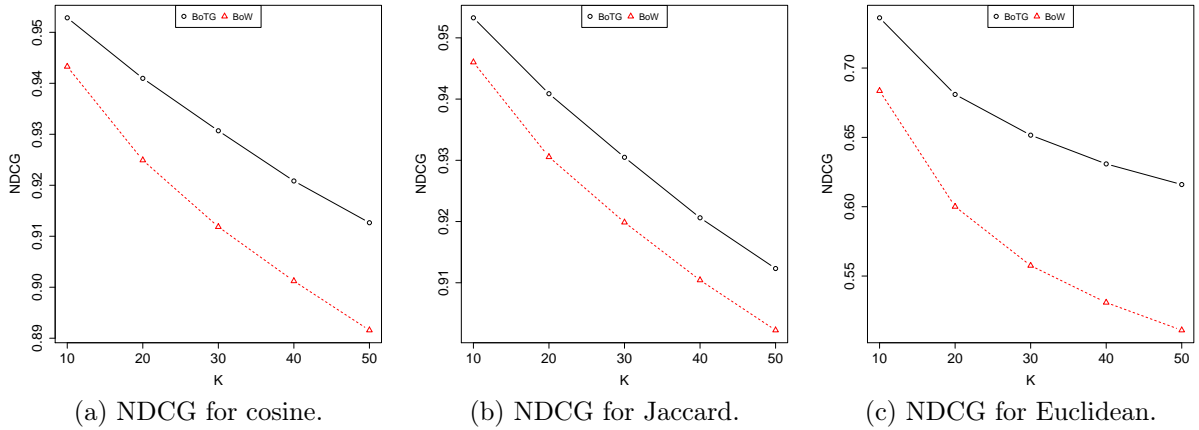 BoTG BoW
0.95
0.94
0.93
0.92
0.91
0.90
0.89
NDCG
10 20 30 40 50
K
(a) NDCG for cosine.
BoTG BoW
0.95
0.94
0.93
0.92
0.91
NDCG
10 20 30 40 50
K
(b) NDCG for Jaccard.
BoTG BoW
0.70
0.65
0.60
0.55
NDCG
10 20 30 40 50
K
(c) NDCG for Euclidean.